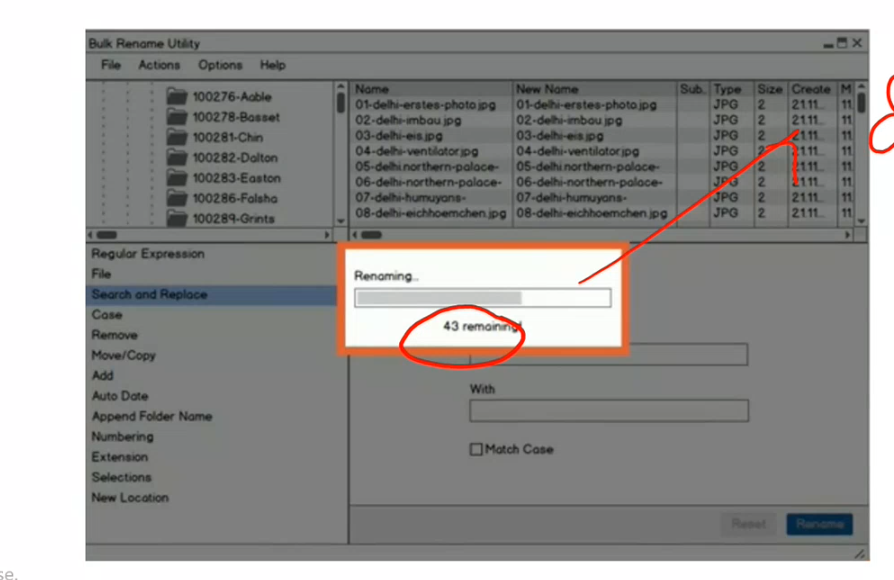 Bulk Rename Utility
File Actions Options Help
100276-Aable
100278-Basset
100281-Chin
100282-Dalton
100283-Easton
100286-Falsha
100289-Grints
Name New Name Sub. Type Size Create M
01-delhi-erstes-photo.jpg 01-delhi-erstes-photo.jpg JPG 2 21.11... 11
02-delhi-imbau.jpg 02-delhi-imbau.jpg JPG 2 21.11... 11
03-delhi-eis.jpg 03-delhi-eis.jpg JPG 2 21.11... 11
04-delhi-ventilator.jpg 04-delhi-ventilator.jpg JPG 2 21.11... 11
05-delhi.northern-palace- 05-delhi.northern-palace- JPG 2 21.11... 11
06-delhi-northern-palace- 06-delhi-northern-palace- JPG 2 21.11... 11
07-delhi-humuyans- 07-delhi-humuyans- JPG 2 21.11... 11
08-delhi-eichhoemchen.jpg 08-delhi-eichhoemchen.jpg JPG 2 21.11... 11
Regular Expression
File
Search and Replace
Case
Remove
Move/Copy
Add
Auto Date
Append Folder Name
Numbering
Extension
Selections
New Location
Renaming...
43 remaining!
With
Match Case
Reset Rename
se.